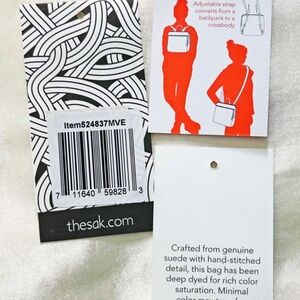 Adjustable strap
converts from a
backpack to a
crossbody
Item524837MVE
7 11640 59828 3
thesak.com
Crafted from genuine
suede with hand-stitched
detail, this bag has been
deep dyed for rich color
saturation. Minimal